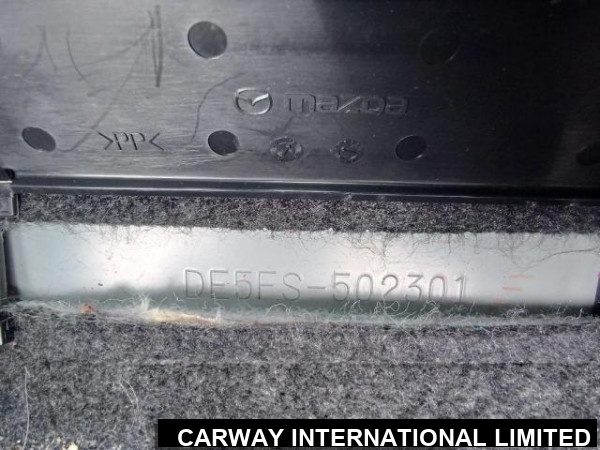 mazda
>PP<
DE5FS-502301
CARWAY INTERNATIONAL LIMITED